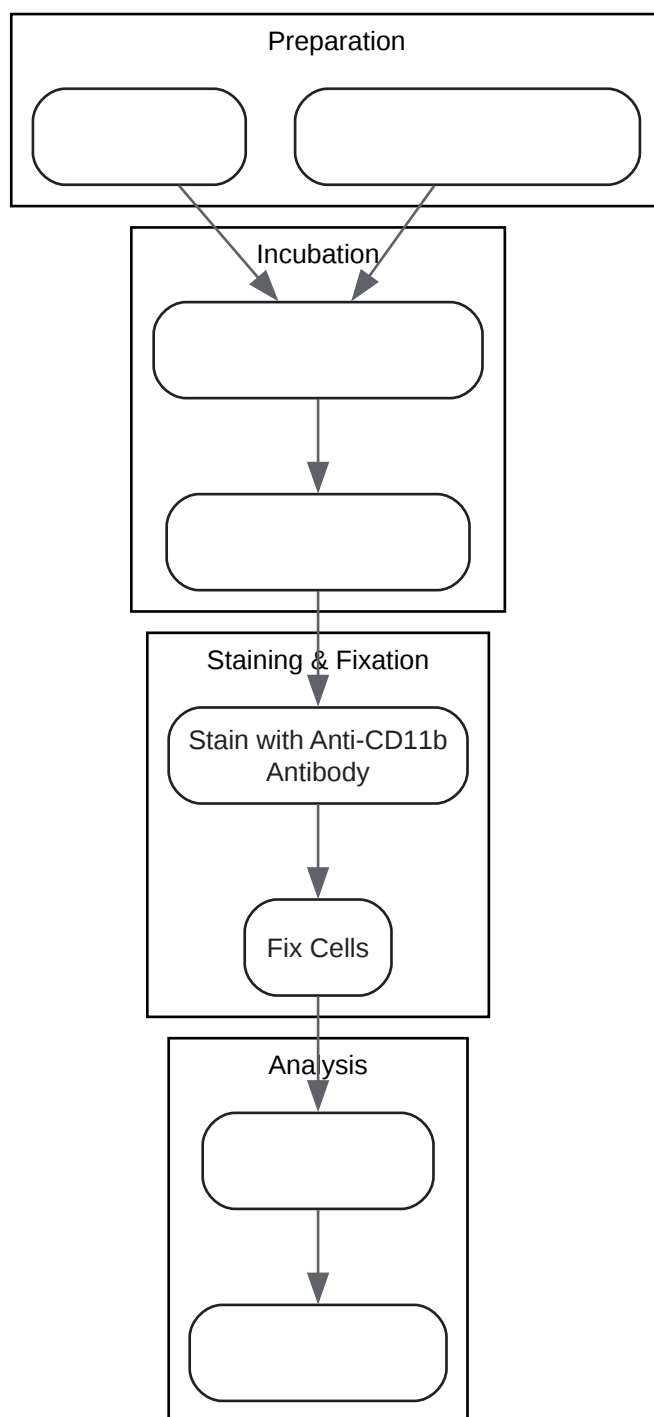 Preparation
Incubation
Staining & Fixation
Stain with Anti-CD11b
Antibody
Fix Cells
Analysis